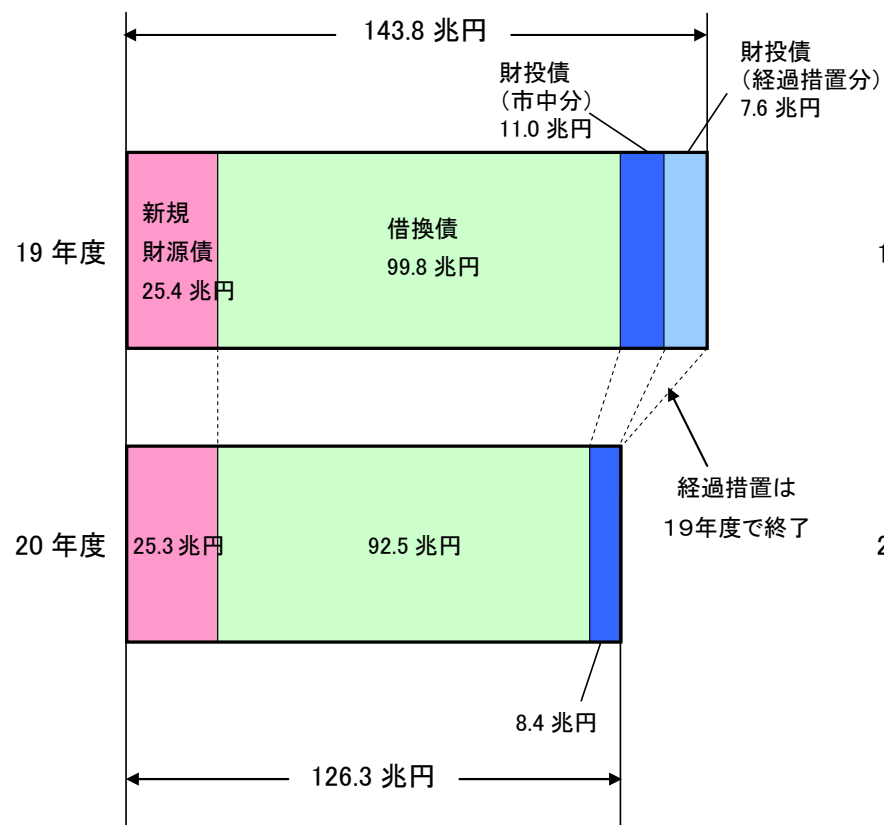 143.8 兆円
財投債
（経過措置分）
7.6 兆円
財投債
（市中分）
11.0 兆円
19 年度
新規
財源債
25.4 兆円
借換債
99.8 兆円
1
経過措置は
１９年度で終了
20 年度
25.3 兆円
92.5 兆円
2
8.4 兆円
126.3 兆円